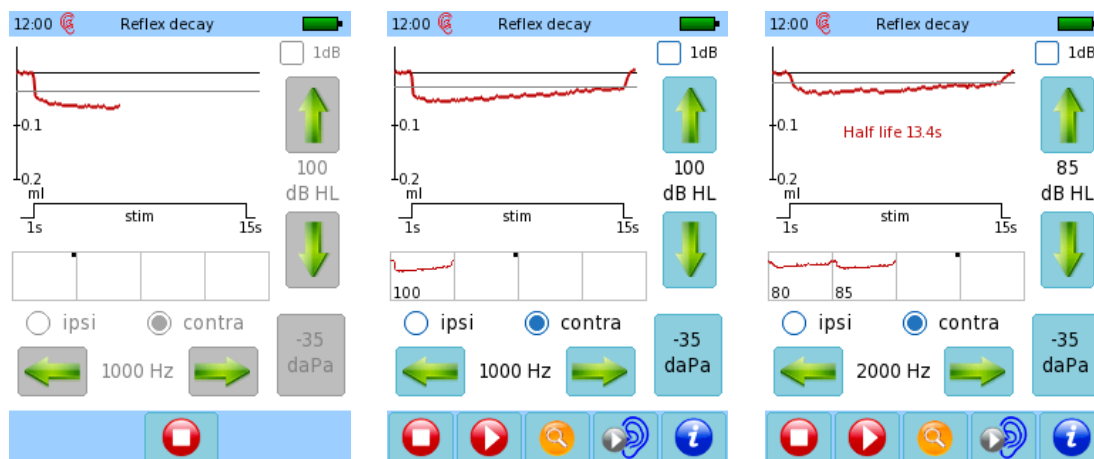 12:00 Reflex decay
1dB
0.1
100
dB HL
0.2
ml
stim
1s 15s
ipsi contra
-35
daPa
1000 Hz
12:00 Reflex decay
1dB
0.1
100
dB HL
0.2
ml
stim
1s 15s
100
ipsi contra
-35
daPa
1000 Hz
12:00 Reflex decay
1dB
0.1
Half life 13.4s
85
dB HL
0.2
ml
stim
1s 15s
80 85
ipsi contra
-35
daPa
2000 Hz
i
i